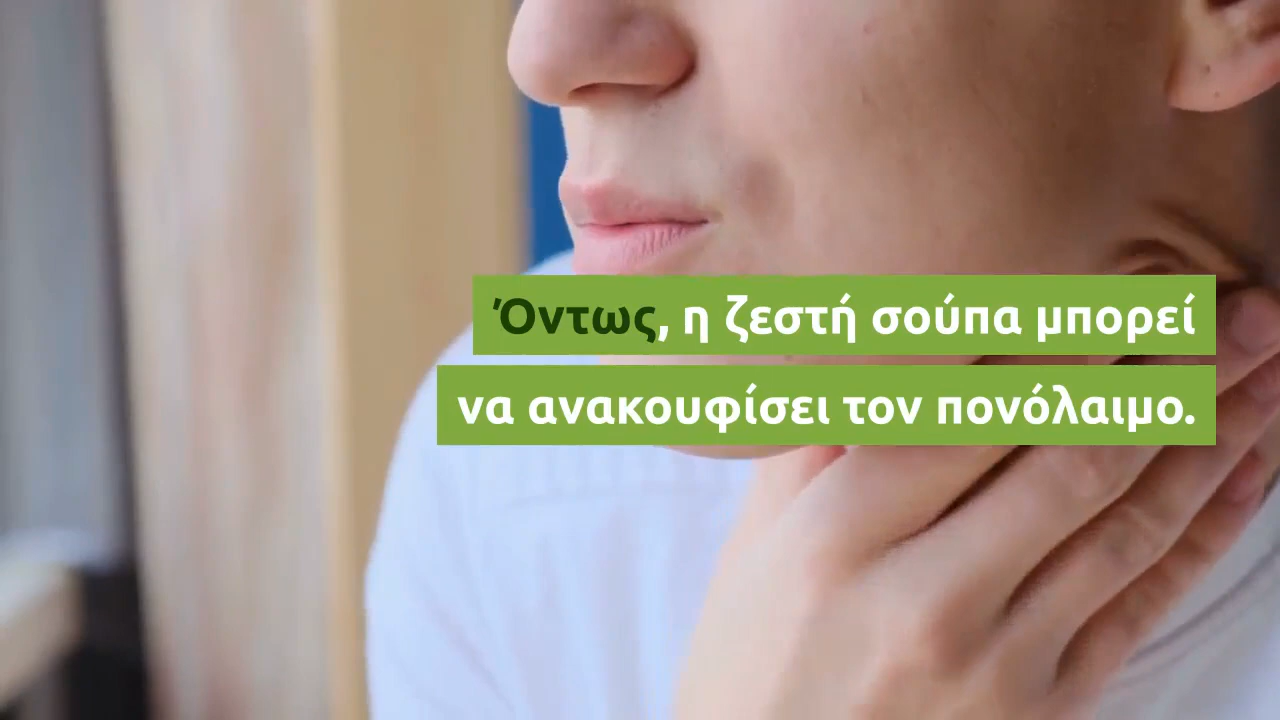 Όντως, η ζεστή σούπα μπορεί
να ανακουφίσει τον πονόλαιμο.